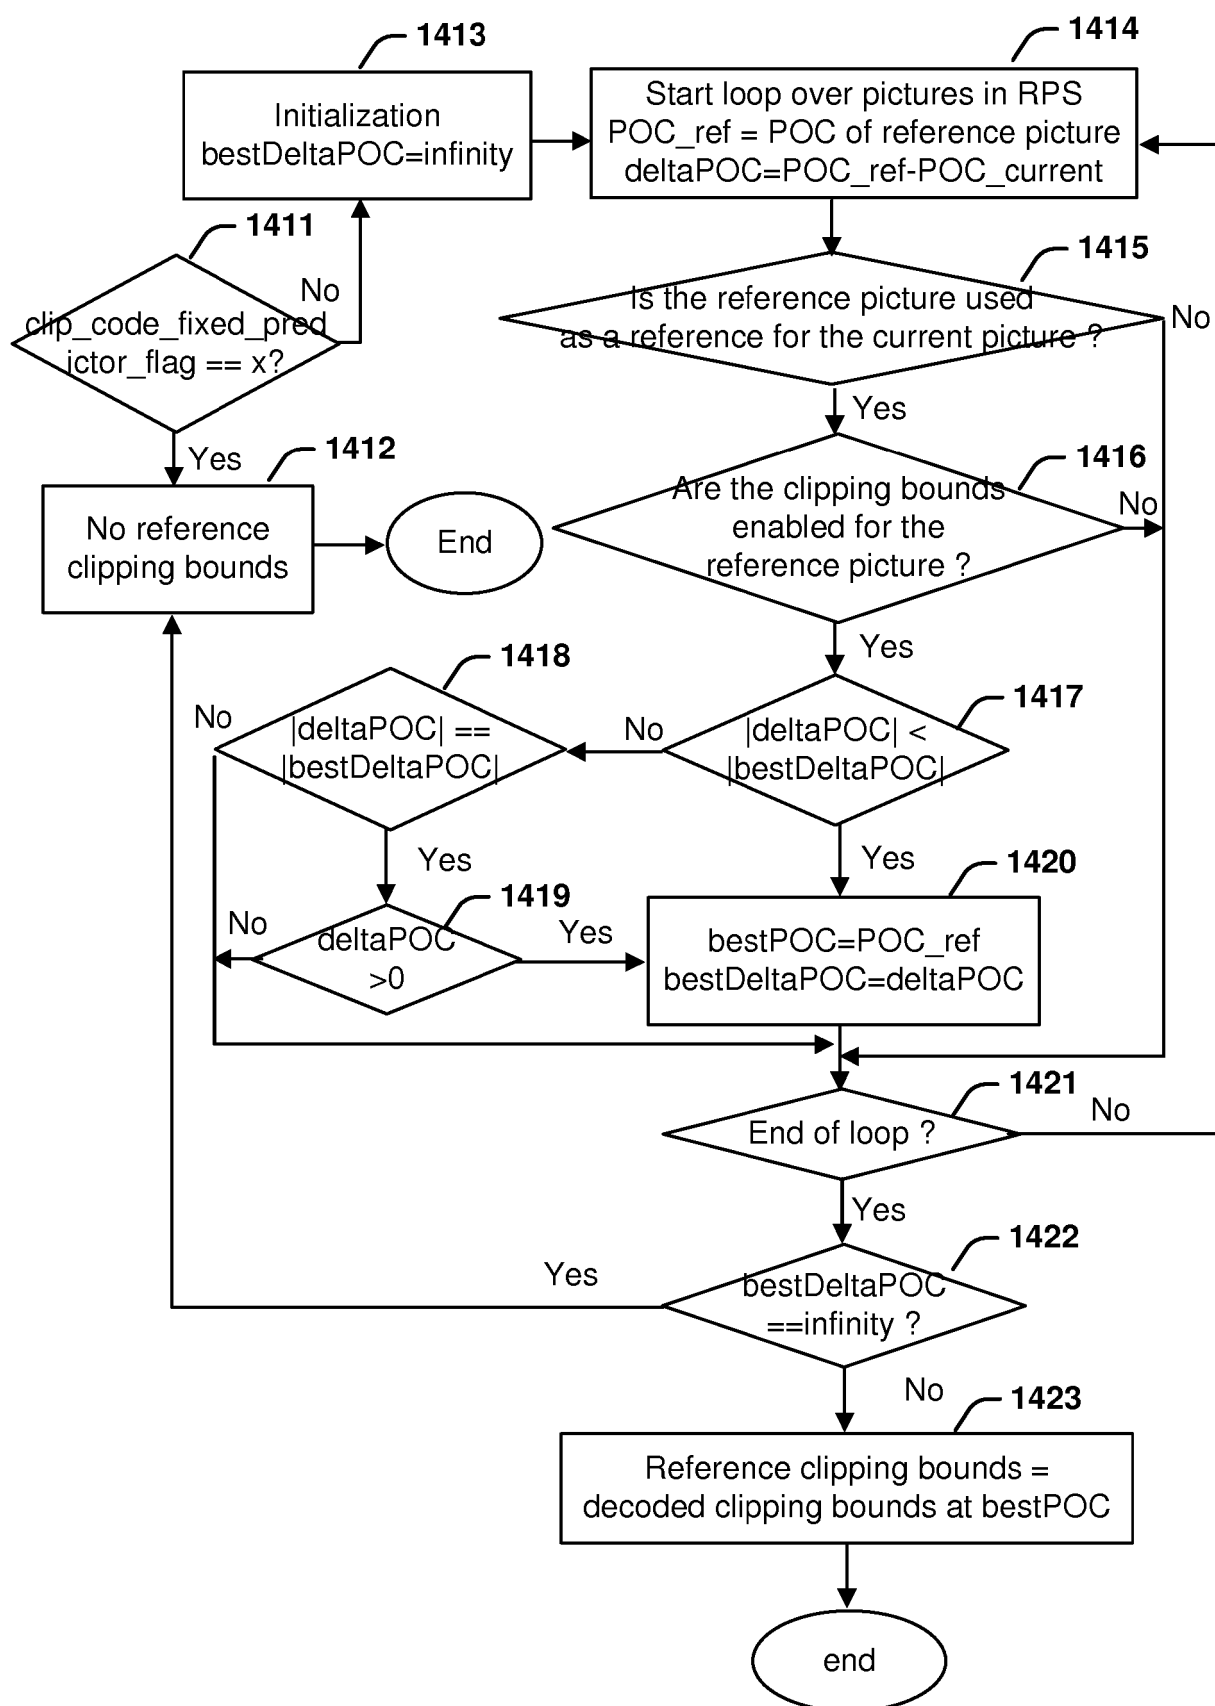 1413
Initialization
bestDeltaPOC=infinity
1414
Start loop over pictures in RPS
POC_ref = POC of reference picture
deltaPOC=POC_ref-POC_current
1411
clip_code_fixed_pred
ictor_flag == x?
No
Yes
1412
No reference
clipping bounds
End
1415
Is the reference picture used
as a reference for the current picture ?
No
Yes
1416
Are the clipping bounds
enabled for the
reference picture ?
No
Yes
1417
|deltaPOC| <
|bestDeltaPOC|
No
Yes
1418
|deltaPOC| ==
|bestDeltaPOC|
No
Yes
1419
deltaPOC
>0
No
Yes
1420
bestPOC=POC_ref
bestDeltaPOC=deltaPOC
1421
End of loop ?
No
Yes
1422
bestDeltaPOC
==infinity ?
Yes
No
1423
Reference clipping bounds =
decoded clipping bounds at bestPOC
end